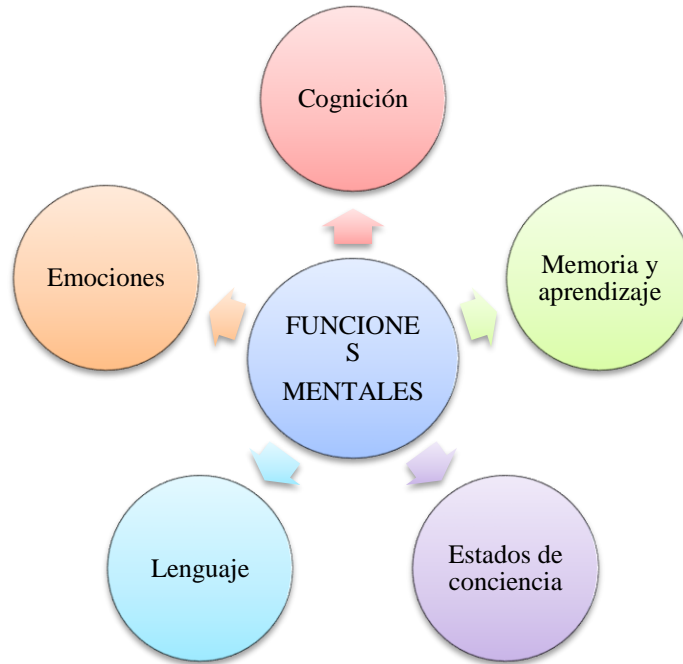 Cognición
Emociones
Memoria y
aprendizaje
FUNCIONE
S
MENTALES
Lenguaje
Estados de
conciencia